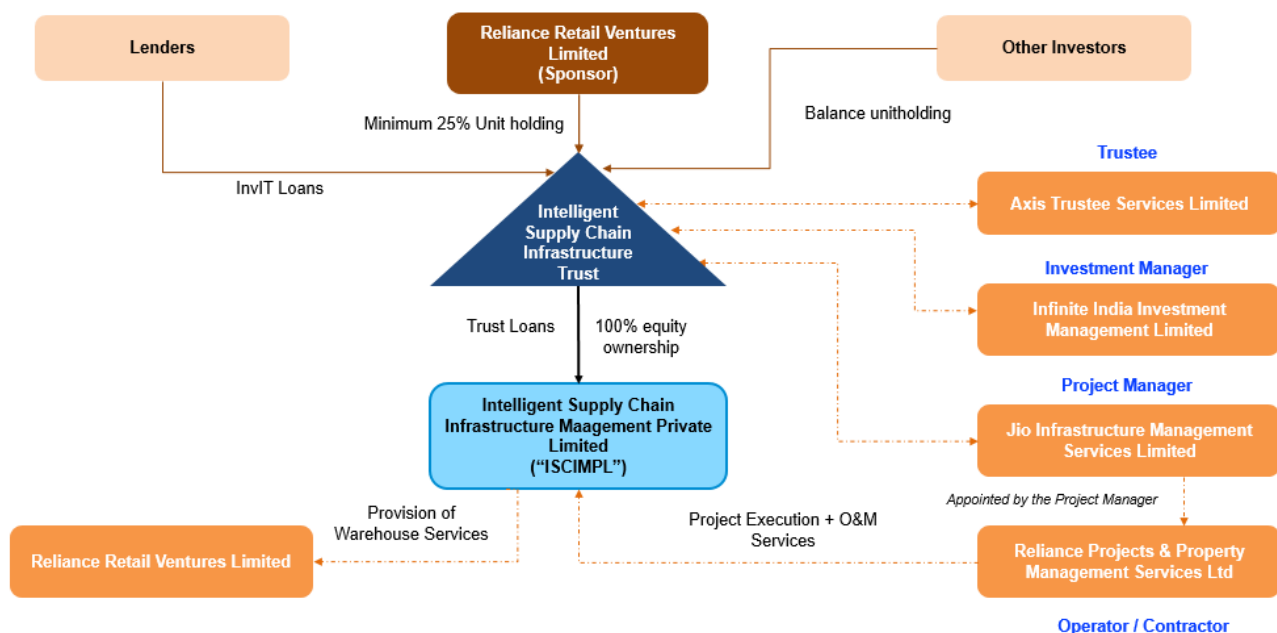 Lenders
Reliance Retail Ventures
Limited
(Sponsor)
Other Investors
Minimum 25% Unit holding
Balance unitholding
InvIT Loans
Trustee
Axis Trustee Services Limited
Intelligent
Supply Chain
Infrastructure
Trust
Investment Manager
Infinite India Investment
Management Limited
Trust Loans
100% equity
ownership
Project Manager
Jio Infrastructure Management
Services Limited
Intelligent Supply Chain
Infrastructure Maagement Private
Limited
(“ISCIMPL”)
Appointed by the Project Manager
Provision of
Warehouse Services
Project Execution + O&M
Services
Reliance Retail Ventures Limited
Reliance Projects & Property
Management Services Ltd
Operator / Contractor